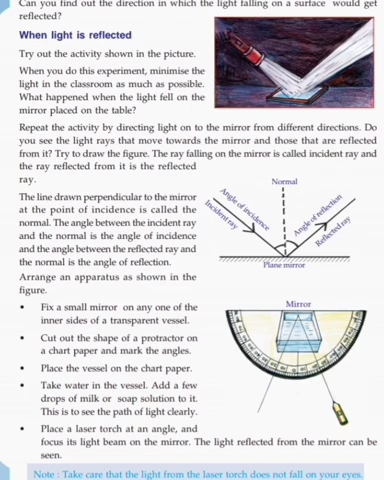 Can you find out the direction in which the light falling on a surface would get
reflected?
When light is reflected
Try out the activity shown in the picture.
When you do this experiment, minimise the
light in the classroom as much as possible.
What happened when the light fell on the
mirror placed on the table?
Repeat the activity by directing light on to the mirror from different directions. Do
you see the light rays that move towards the mirror and those that are reflected
from it? Try to draw the figure. The ray falling on the mirror is called incident ray and
the ray reflected from it is the reflected
ray.
The line drawn perpendicular to the mirror
at the point of incidence is called the
normal. The angle between the incident ray
and the normal is the angle of incidence
and the angle between the reflected ray and
the normal is the angle of reflection.
Normal
Angle of incidence
Incident ray
Angle of reflection
Reflected ray
Plane mirror
Arrange an apparatus as shown in the
figure.
• Fix a small mirror on any one of the
inner sides of a transparent vessel.
• Cut out the shape of a protractor on
a chart paper and mark the angles.
• Place the vessel on the chart paper.
• Take water in the vessel. Add a few
drops of milk or soap solution to it.
This is to see the path of light clearly.
• Place a laser torch at an angle, and
focus its light beam on the mirror. The light reflected from the mirror can be
seen.
Mirror
Note : Take care that the light from the laser torch does not fall on your eyes.